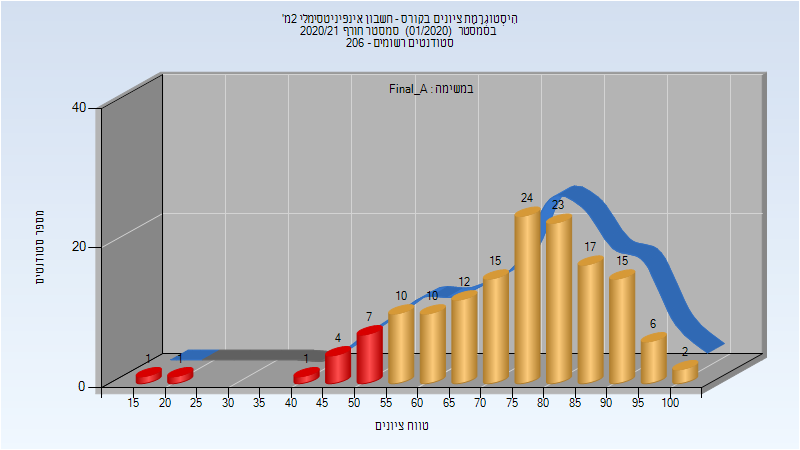 היסטוגרמת ציונים בקורס - חשבון אינפיניטסימלי 2מ'
בסמסטר (01/2020) סמסטר חורף 2020/21
סטודנטים רשומים - 206
במשימה : Final_A
מספר סטודנטים
40
20
0
1 1 1 4 7 10 10 12 15 24 23 17 15 6 2
15 20 25 30 35 40 45 50 55 60 65 70 75 80 85 90 95 100
טווח ציונים